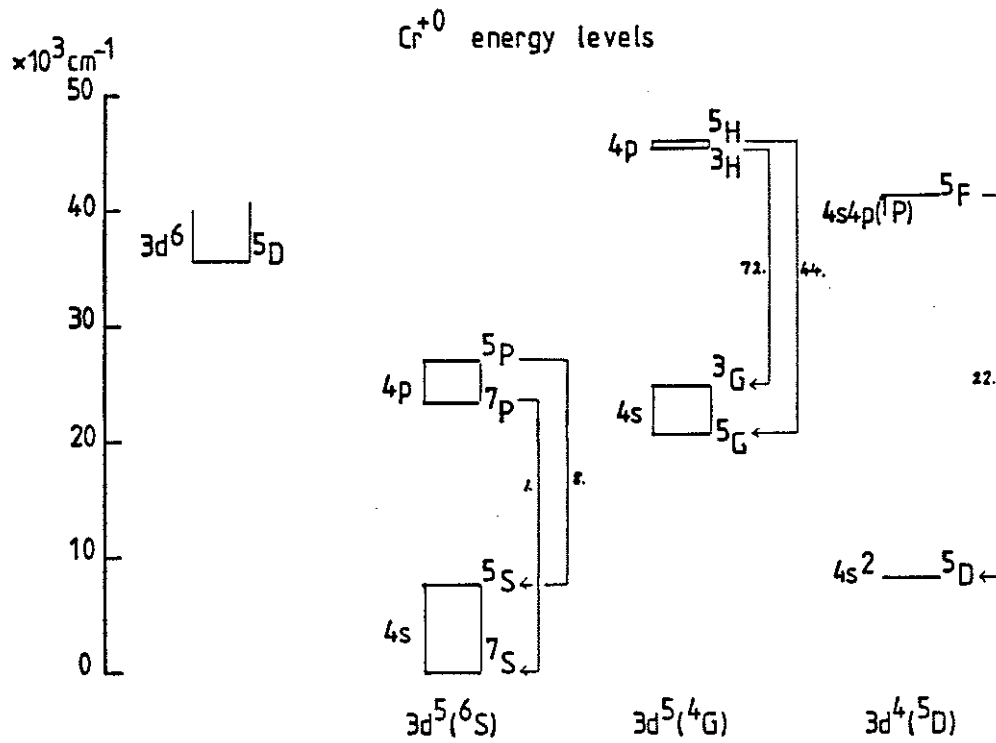 Cr⁺⁰ energy levels
×10³cm⁻¹
50
40
30
20
10
0
3d⁶ ⁵D
4p ⁵P
⁷P
4s ⁵S
⁷S
8.
3d⁵(⁶S)
4p ⁵H
³H
72. 44.
4s ³G
⁵G
3d⁵(⁴G)
4s4p(¹P) ⁵F
22.
4s² ⁵D
3d⁴(⁵D)